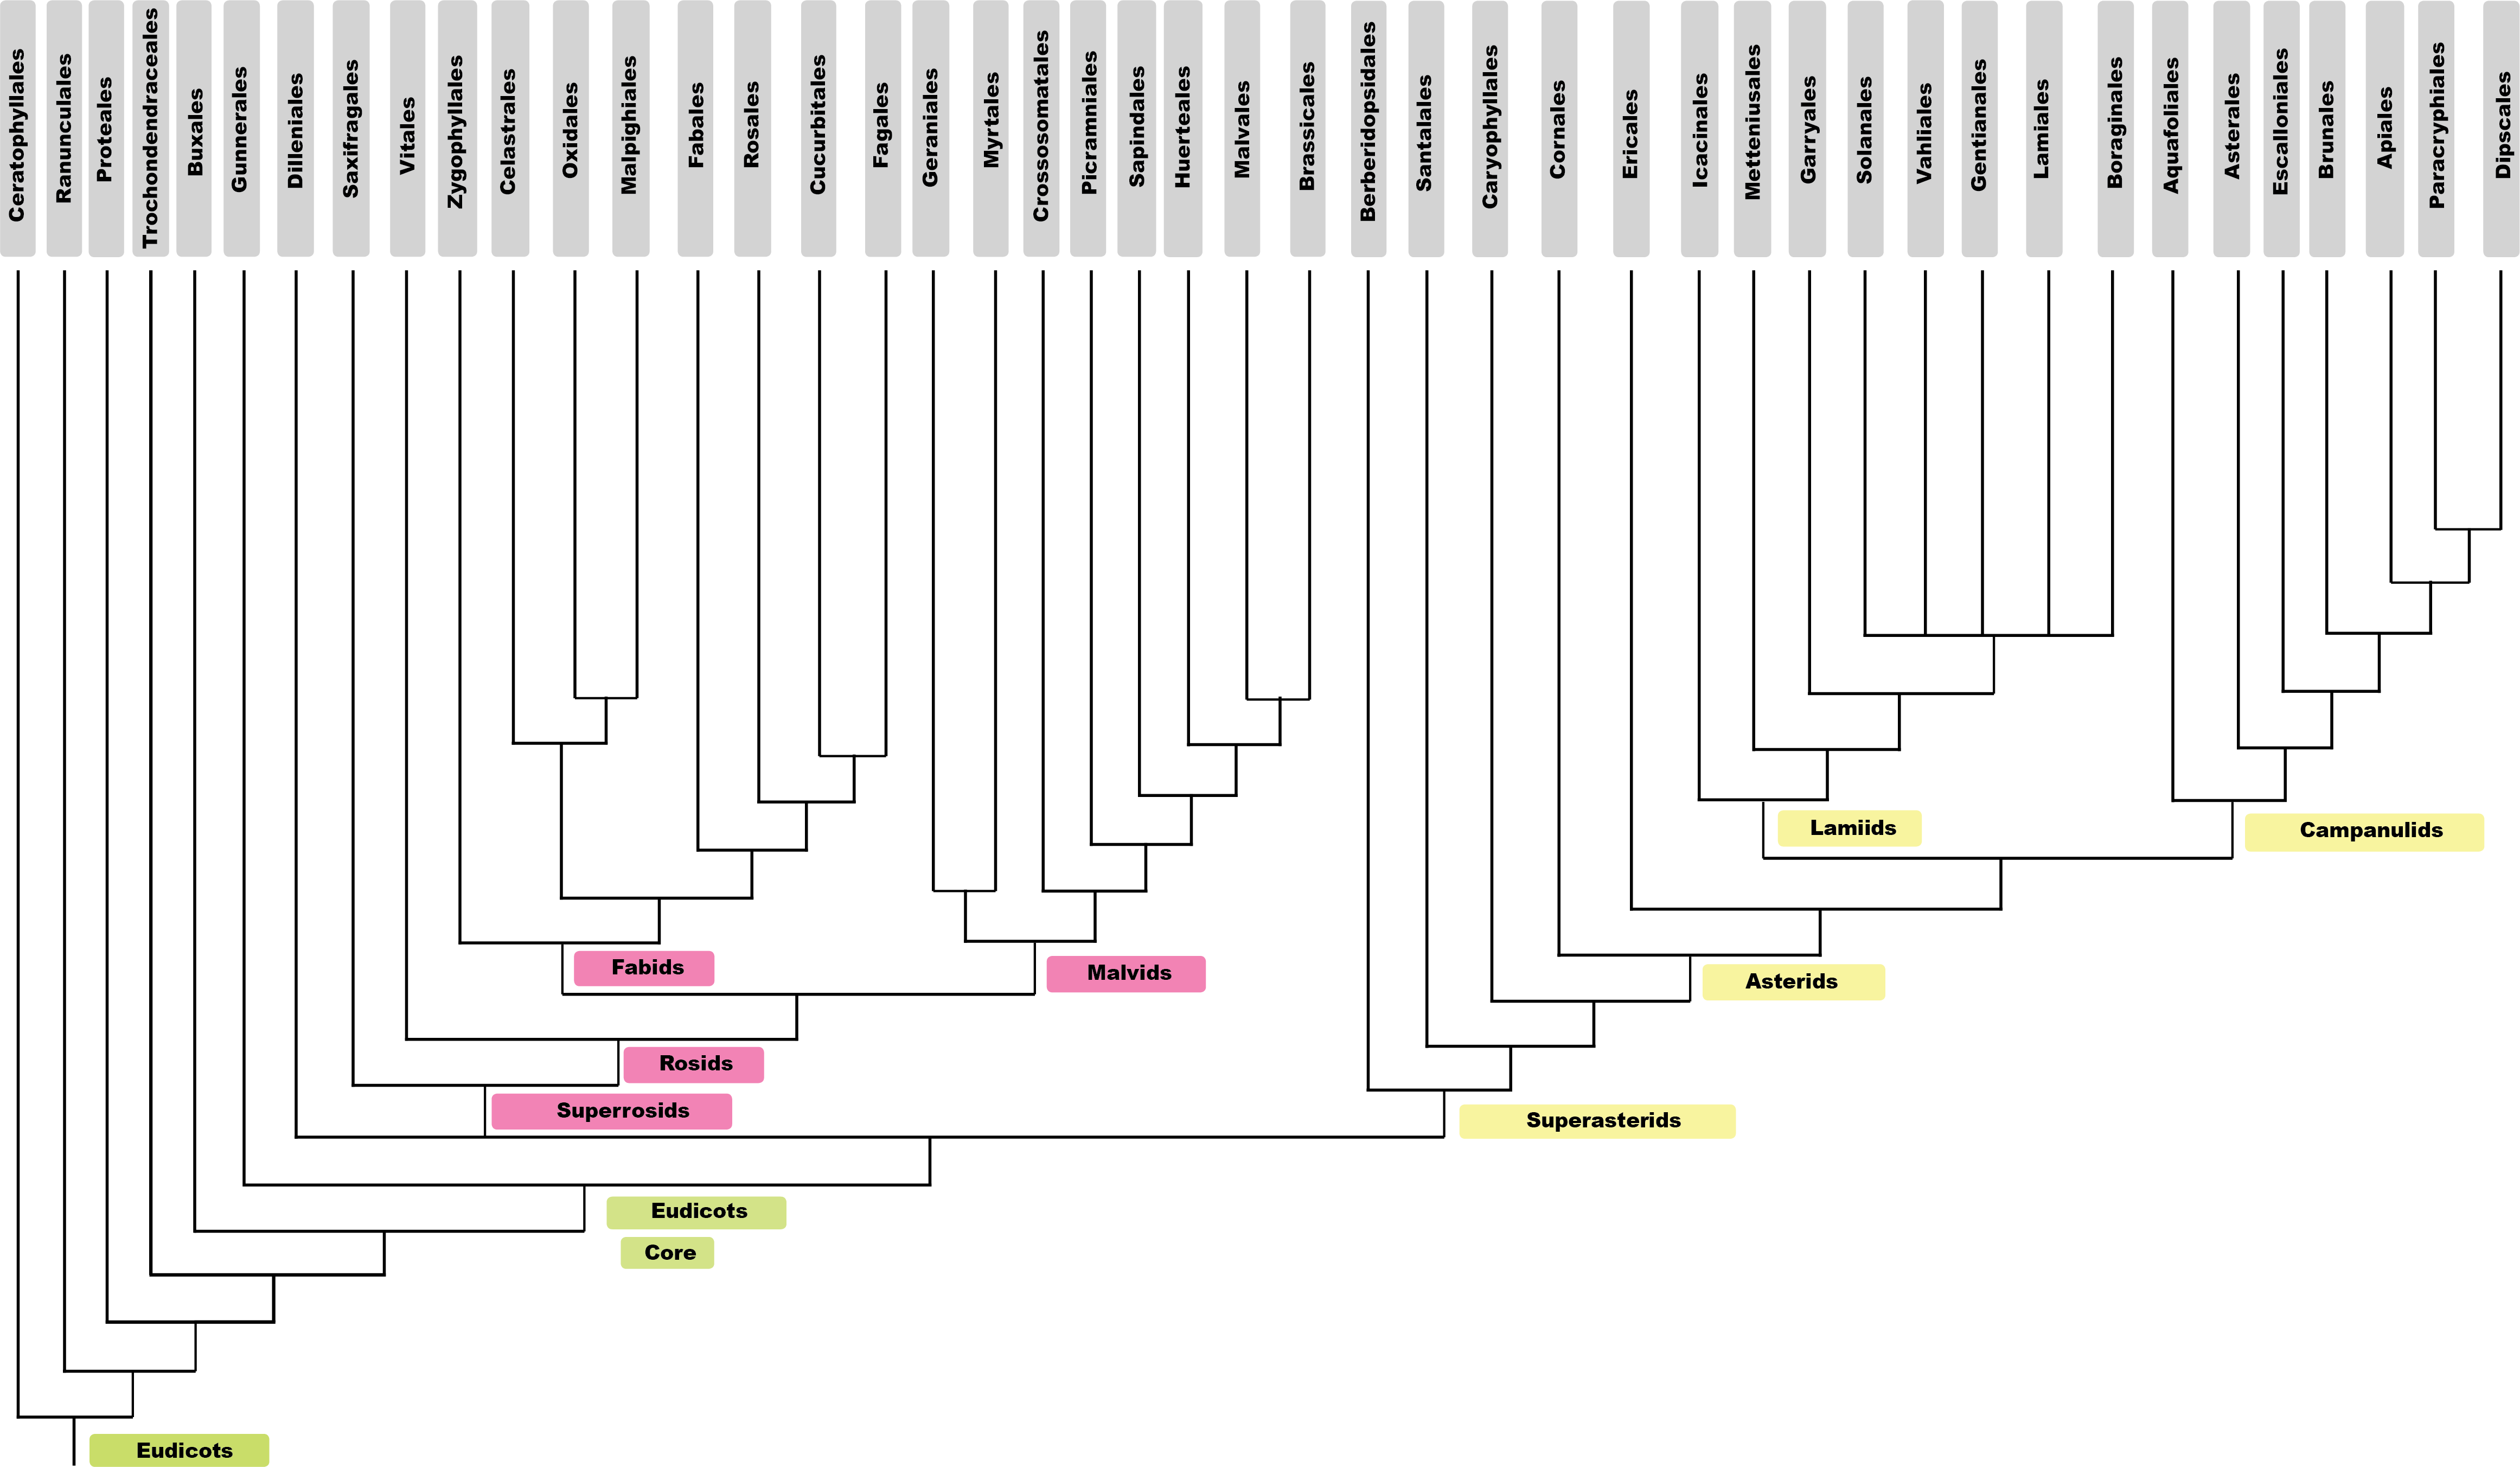 Ceratophyllales
Ranunculales
Proteales
Trochondendraceales
Buxales
Gunnerales
Dilleniales
Saxifragales
Vitales
Zygophyllales
Celastrales
Oxidales
Malpighiales
Fabales
Rosales
Cucurbitales
Fagales
Geraniales
Myrtales
Crossosomatales
Picramniales
Sapindales
Huerteales
Malvales
Brassicales
Berberidopsidales
Santalales
Caryophyllales
Cornales
Ericales
Icacinales
Metteniusales
Garryales
Solanales
Vahliales
Gentianales
Lamiales
Boraginales
Aquafoliales
Asterales
Escalloniales
Brunales
Apiales
Paracryphiales
Dipscales
Lamiids
Campanulids
Fabids
Malvids
Asterids
Rosids
Superrosids
Superasterids
Eudicots
Core
Eudicots